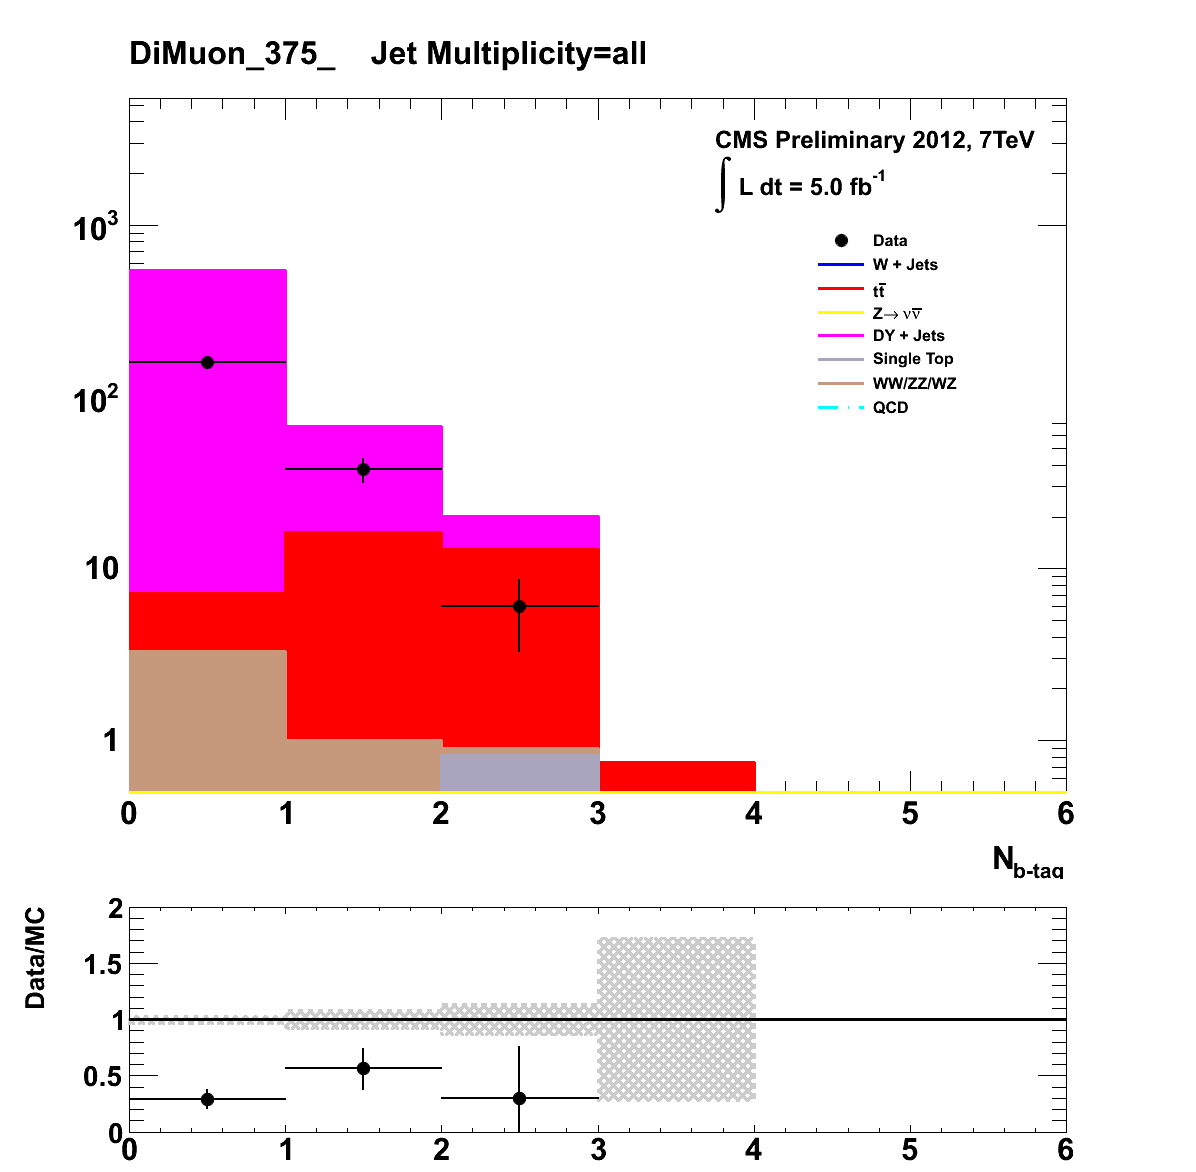 DiMuon_375_ Jet Multiplicity=all
CMS Preliminary 2012, 7TeV
∫ L dt = 5.0 fb⁻¹
Data
W + Jets
tt̅
Z→ νν̅
DY + Jets
Single Top
WW/ZZ/WZ
QCD
10³
10²
10
1
0 1 2 3 4 5 6
N b-tag
Data/MC
2
1.5
1
0.5
0
0 1 2 3 4 5 6